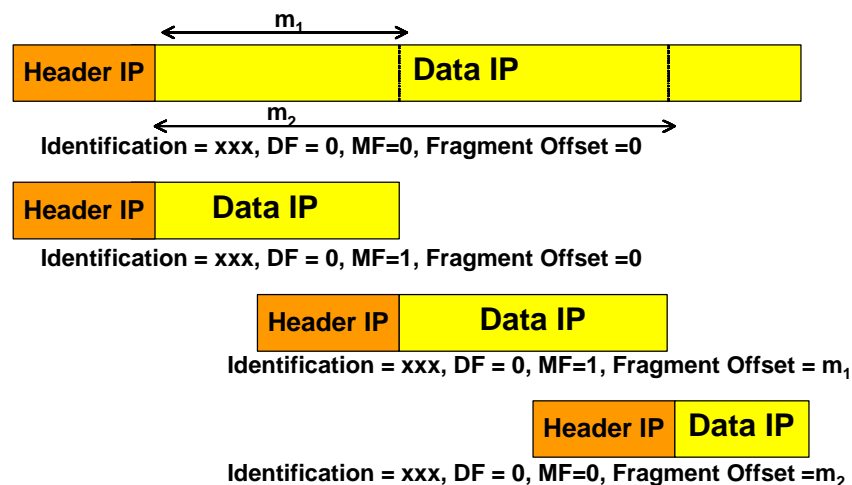 m₁
Header IP Data IP
m₂
Identification = xxx, DF = 0, MF=0, Fragment Offset =0
Header IP Data IP
Identification = xxx, DF = 0, MF=1, Fragment Offset =0
Header IP Data IP
Identification = xxx, DF = 0, MF=1, Fragment Offset = m₁
Header IP Data IP
Identification = xxx, DF = 0, MF=0, Fragment Offset =m₂